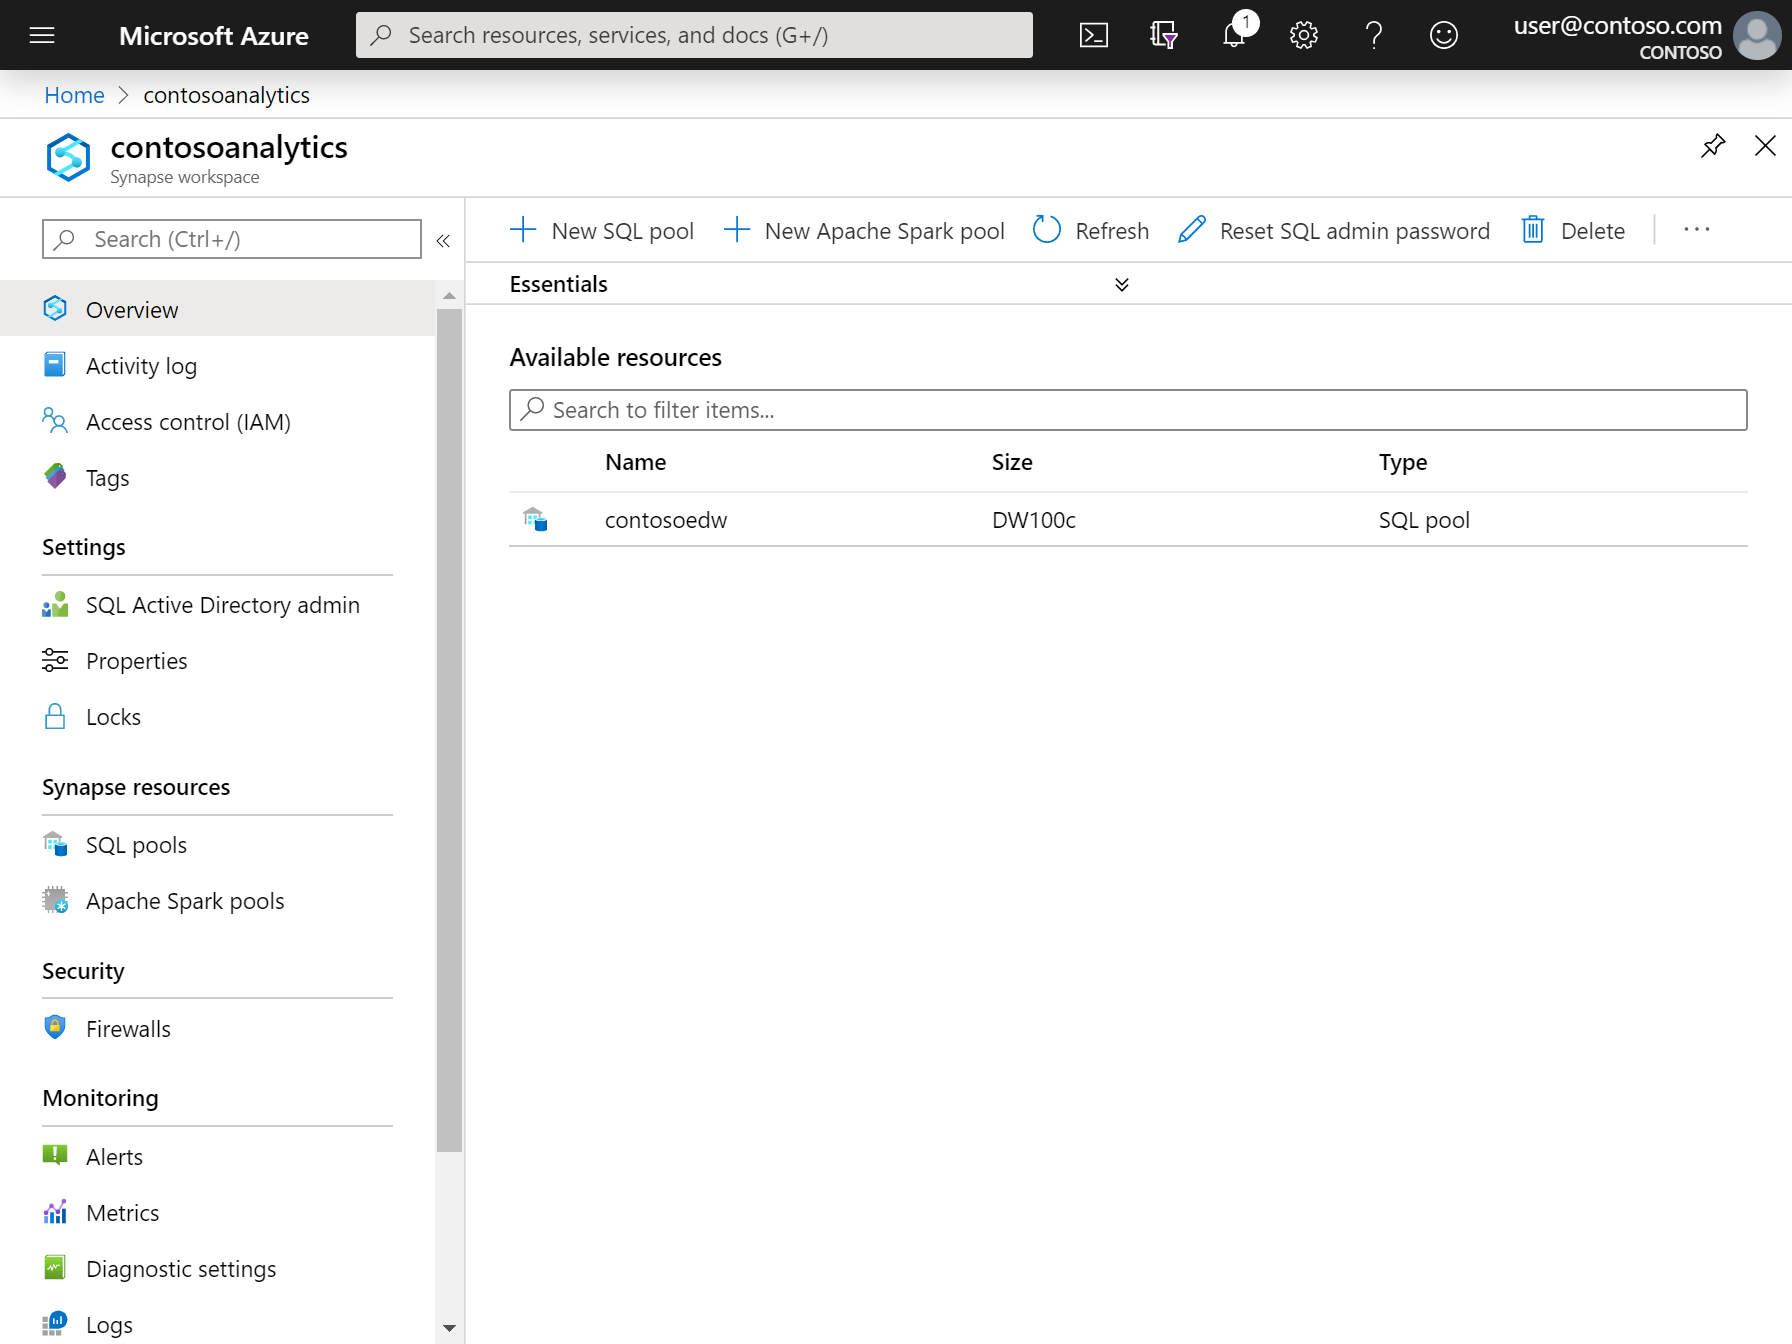 Microsoft Azure
Search resources, services, and docs (G+/)
1
user@contoso.com
CONTOSO
Home > contosoanalytics
contosoanalytics
Synapse workspace
Search (Ctrl+/)
«
New SQL pool
New Apache Spark pool
Refresh
Reset SQL admin password
Delete
...
Overview
Activity log
Access control (IAM)
Tags
Settings
SQL Active Directory admin
Properties
Locks
Synapse resources
SQL pools
Apache Spark pools
Security
Firewalls
Monitoring
Alerts
Metrics
Diagnostic settings
Logs
Essentials
Available resources
Search to filter items...
Name Size Type
contosoedw DW100c SQL pool